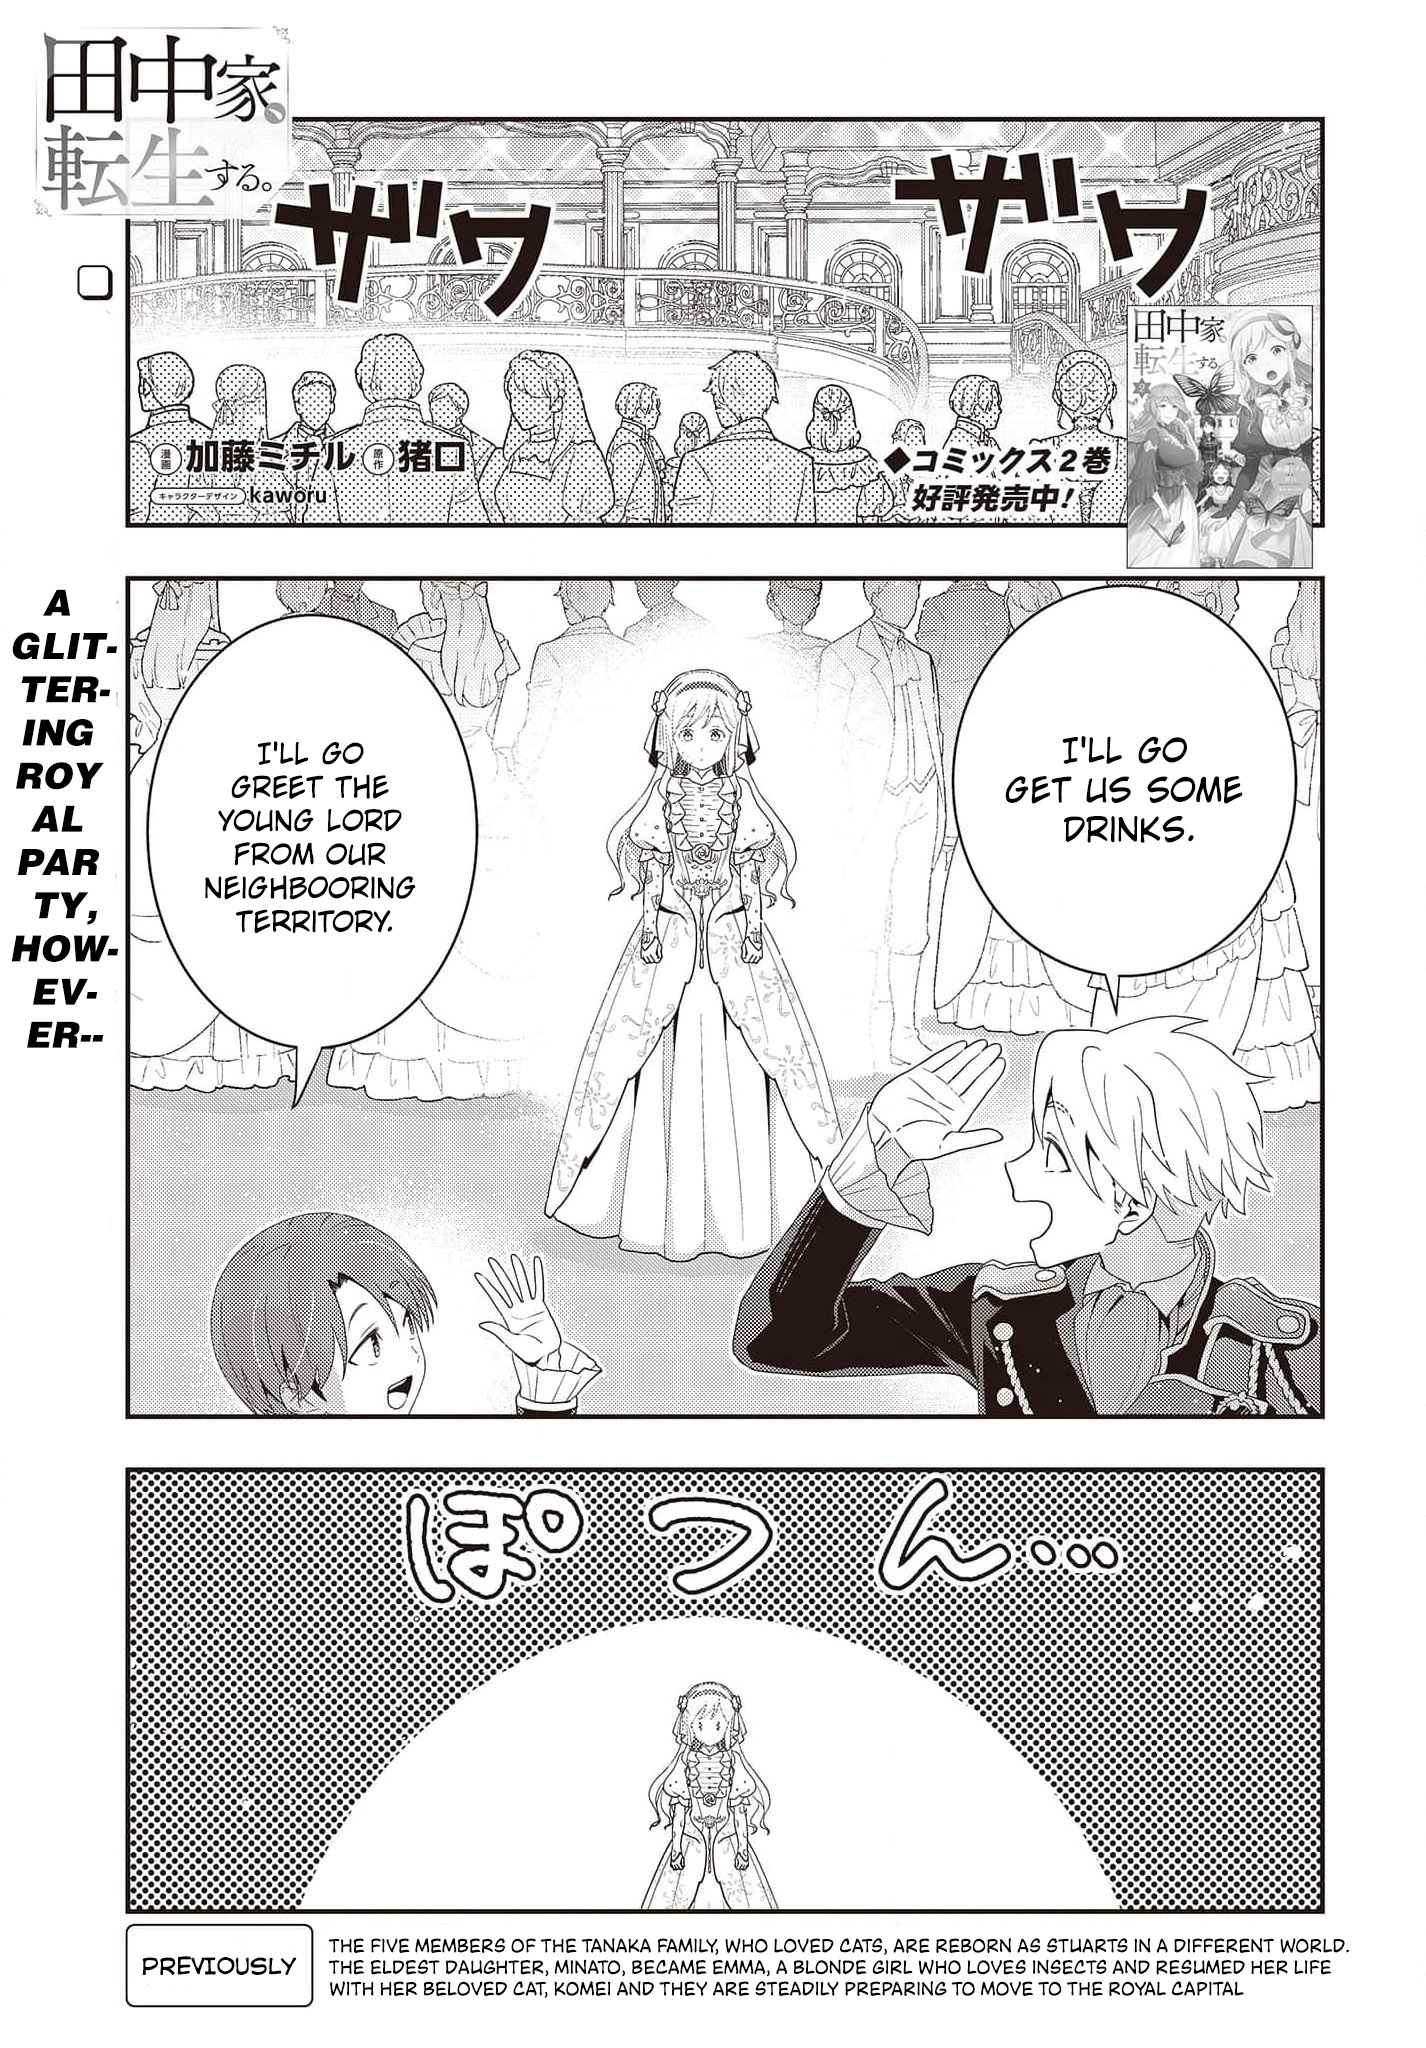 田中家、
転生する。
ザワ
ザワ
漫画 加藤ミチル 原作 猪口
キャラクターデザイン kaworu
◆コミックス2巻
好評発売中!
田中家、
転生する。
2
A
GLIT-
TER-
ING
ROY
AL
PAR
TY,
HOW-
EV-
ER--
I'LL GO
GET US SOME
DRINKS.
I'LL GO
GREET THE
YOUNG LORD
FROM OUR
NEIGHBOORING
TERRITORY.
ぽつん...
PREVIOUSLY
THE FIVE MEMBERS OF THE TANAKA FAMILY, WHO LOVED CATS, ARE REBORN AS STUARTS IN A DIFFERENT WORLD.
THE ELDEST DAUGHTER, MINATO, BECAME EMMA, A BLONDE GIRL WHO LOVES INSECTS AND RESUMED HER LIFE
WITH HER BELOVED CAT, KOMEI AND THEY ARE STEADILY PREPARING TO MOVE TO THE ROYAL CAPITAL